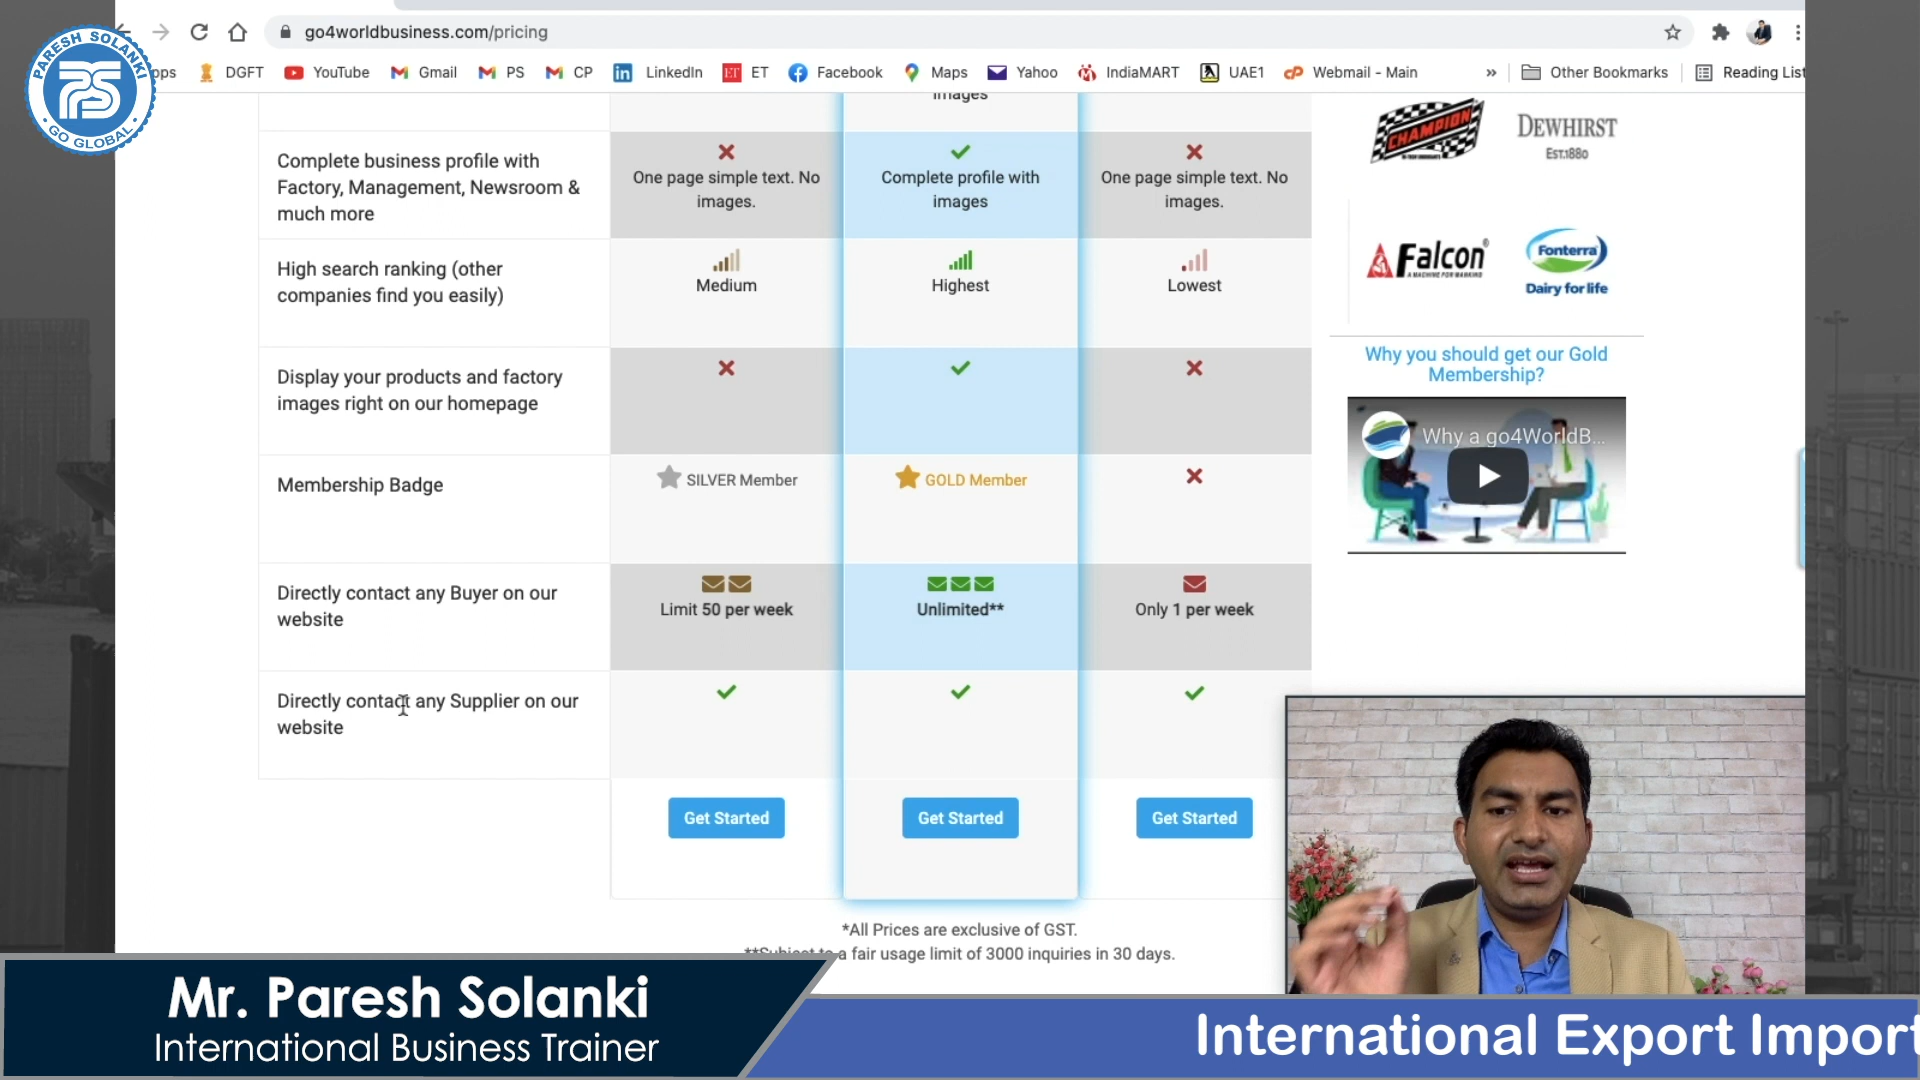 go4worldbusiness.com/pricing
PARESH SOLANKI
GO GLOBAL
DGFT
YouTube
Gmail
PS
CP
LinkedIn
ET
Facebook
Maps
Yahoo
IndiaMART
UAE1
Webmail - Main
»
Other Bookmarks
Reading List
images
Complete business profile with
Factory, Management, Newsroom &
much more
One page simple text. No
images.
Complete profile with
images
One page simple text. No
images.
High search ranking (other
companies find you easily)
Medium
Highest
Lowest
Display your products and factory
images right on our homepage
Membership Badge
SILVER Member
GOLD Member
Directly contact any Buyer on our
website
Limit 50 per week
Unlimited**
Only 1 per week
Directly contact any Supplier on our
website
Get Started
Get Started
Get Started
*All Prices are exclusive of GST.
**Subject to a fair usage limit of 3000 inquiries in 30 days.
CHAMPION
DEWHIRST
EST.1880
Falcon
A MACHINE FOR MANKIND
Fonterra
Dairy for life
Why you should get our Gold
Membership?
Why a go4WorldB...
Mr. Paresh Solanki
International Business Trainer
International Export Import